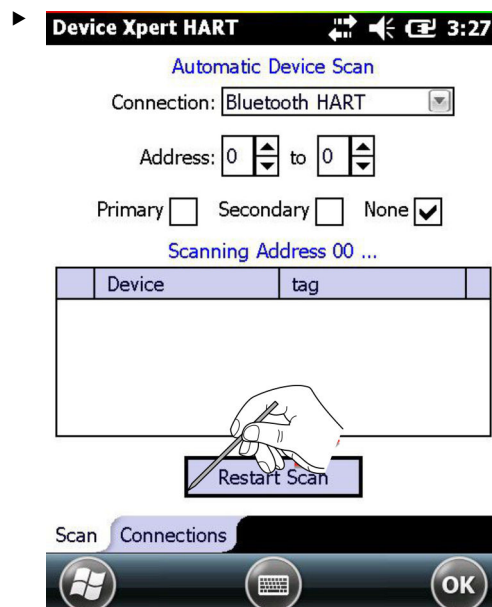 Device Xpert HART 3:27
Automatic Device Scan
Connection: Bluetooth HART
Address: 0 to 0
Primary Secondary None
Scanning Address 00 ...
Device tag
Restart Scan
Scan Connections
OK